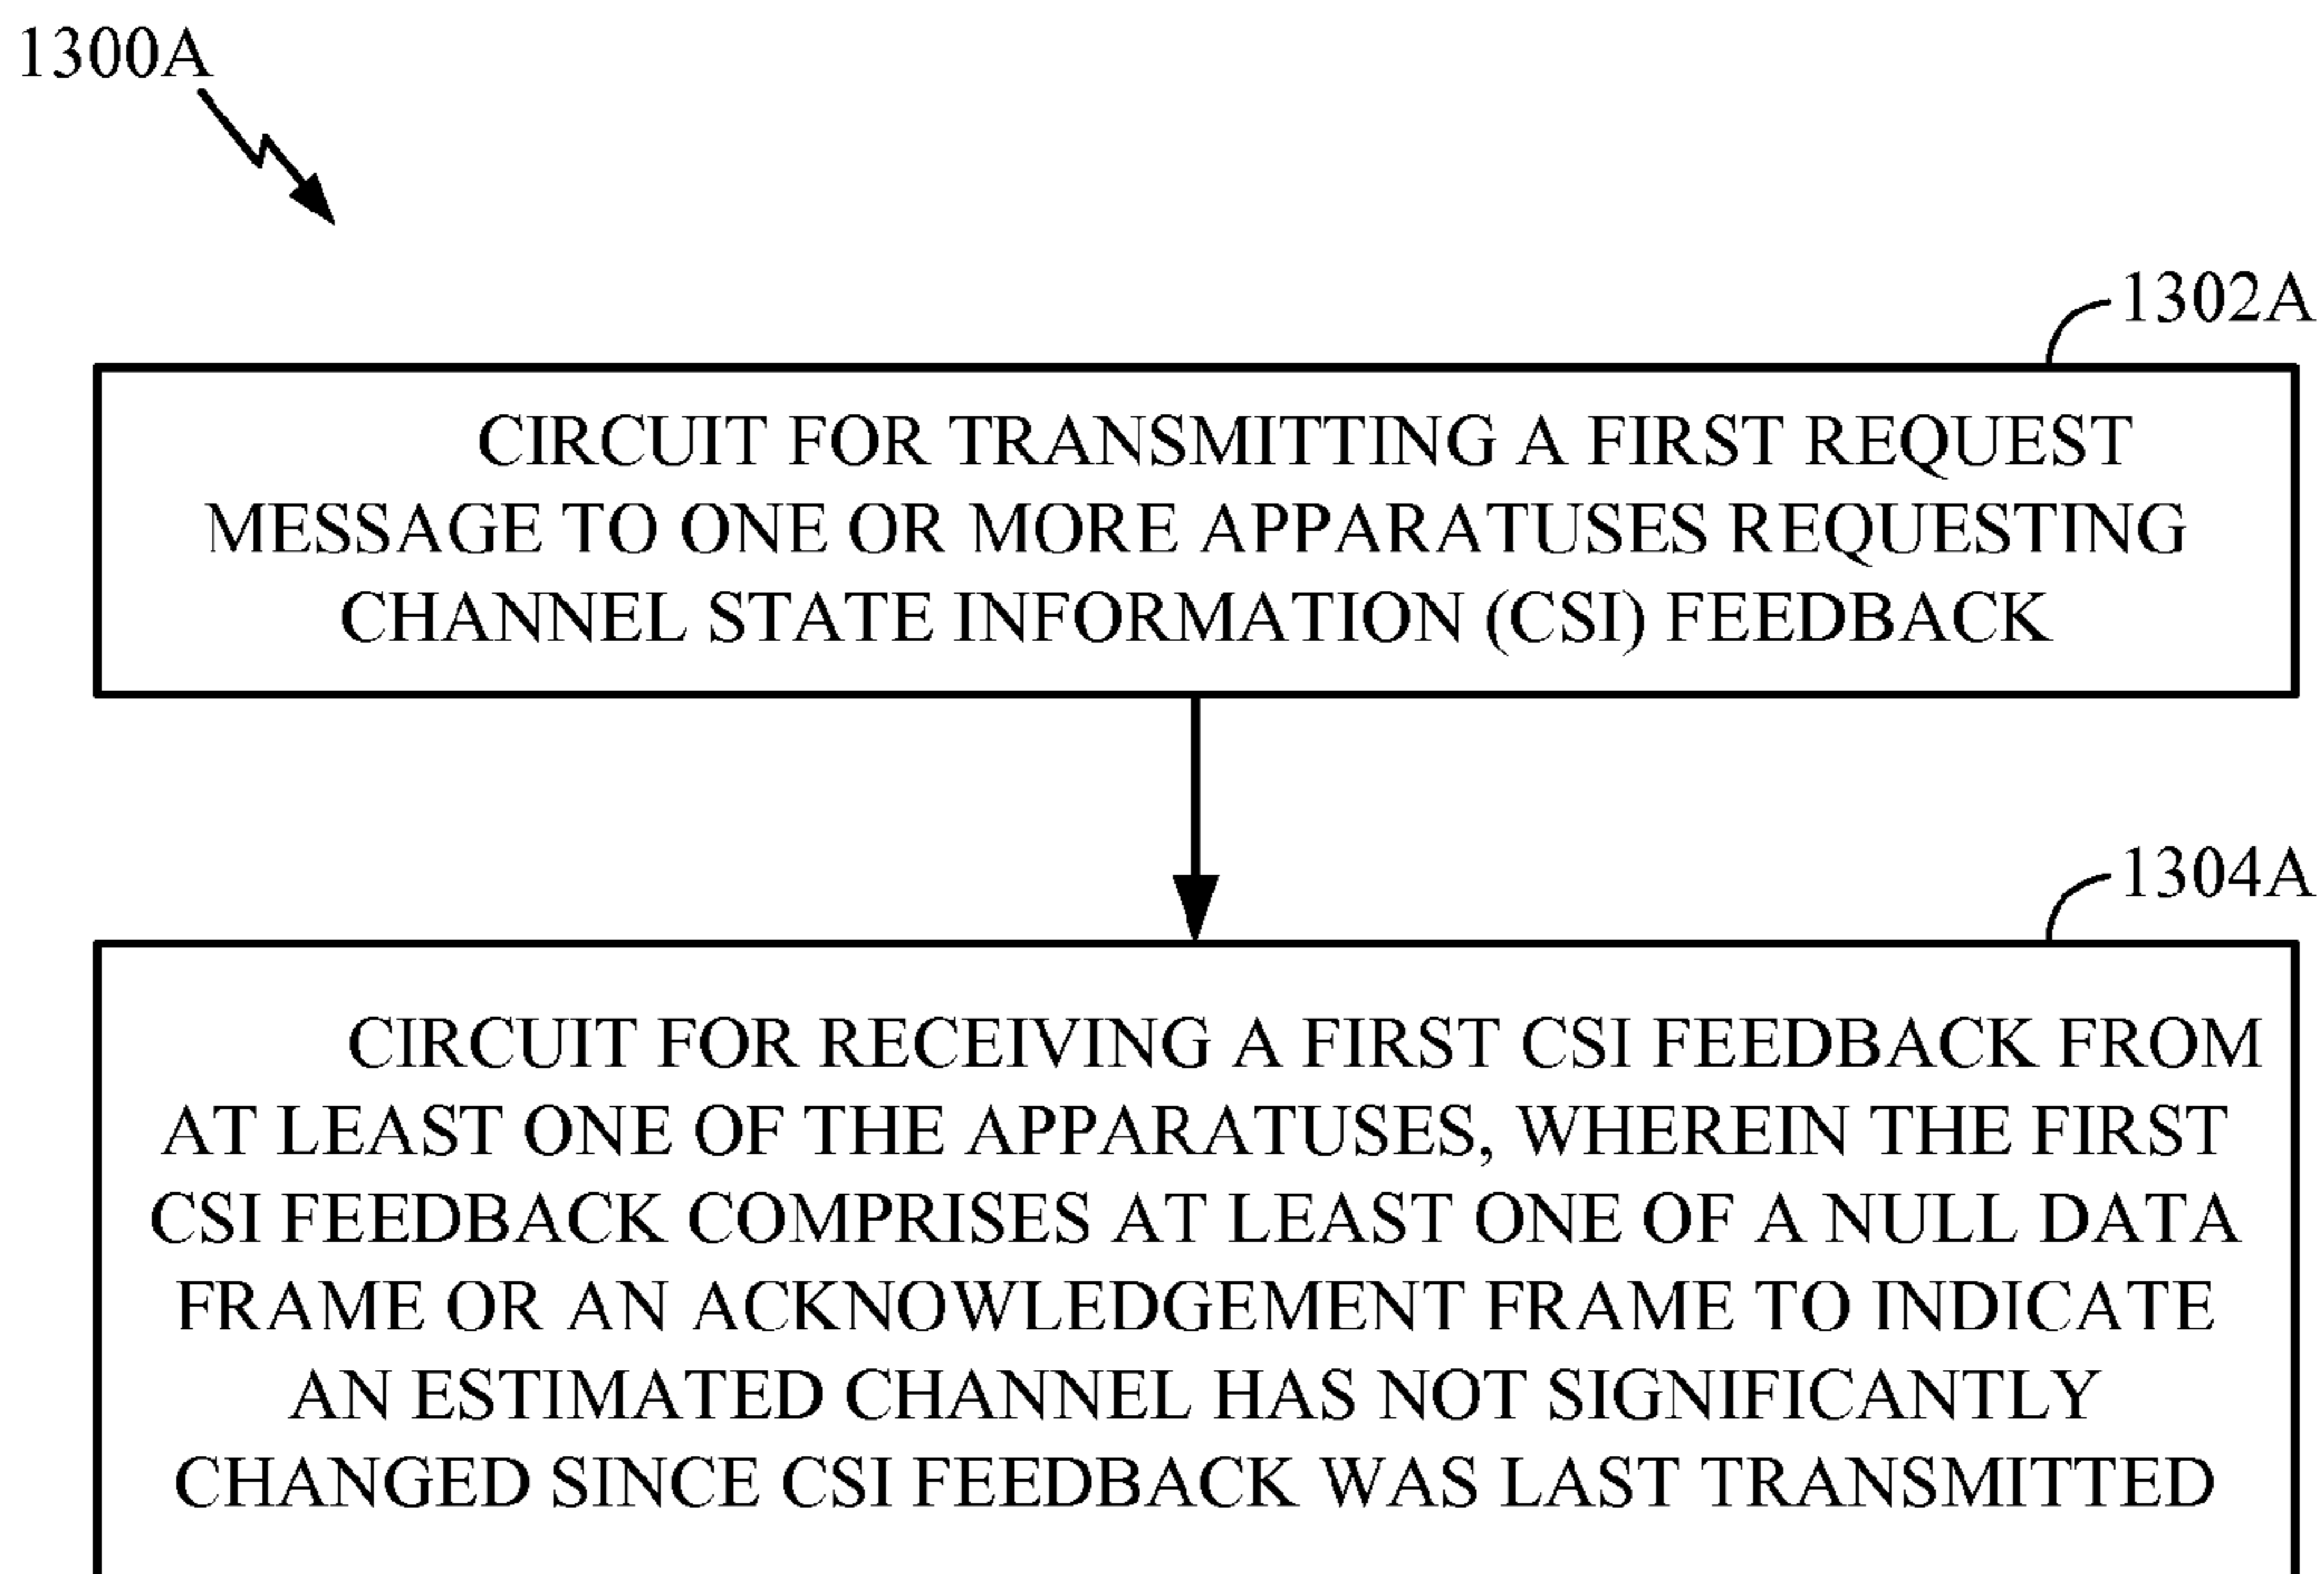 1300A
1302A
CIRCUIT FOR TRANSMITTING A FIRST REQUEST
MESSAGE TO ONE OR MORE APPARATUSES REQUESTING
CHANNEL STATE INFORMATION (CSI) FEEDBACK
1304A
CIRCUIT FOR RECEIVING A FIRST CSI FEEDBACK FROM
AT LEAST ONE OF THE APPARATUSES, WHEREIN THE FIRST
CSI FEEDBACK COMPRISES AT LEAST ONE OF A NULL DATA
FRAME OR AN ACKNOWLEDGEMENT FRAME TO INDICATE
AN ESTIMATED CHANNEL HAS NOT SIGNIFICANTLY
CHANGED SINCE CSI FEEDBACK WAS LAST TRANSMITTED